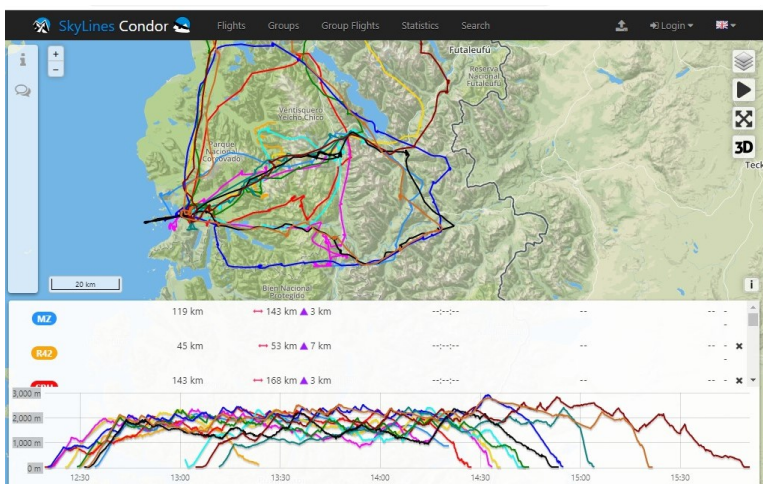 SkyLines Condor Flights Groups Group Flights Statistics Search Login
+
−
Futaleufú
Reserva
Nacional
Futaleufú
Ventisquero
Yelcho Chico
Parque
Nacional
Corcovado
3D
Teck
20 km
Bien Nacional
Protegido
i
MZ 119 km 143 km 3 km --:--:-- -- -- -- -
R42 45 km 53 km 7 km --:--:-- -- -- -- -
143 km 168 km 3 km --:--:-- -- -- -- -
3,000 m
2,000 m
1,000 m
0 m
12:30 13:00 13:30 14:00 14:30 15:00 15:30